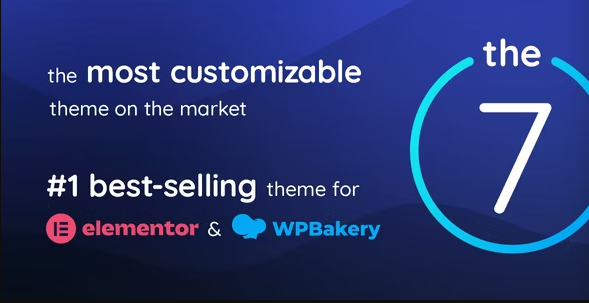 the most customizable
theme on the market
#1 best-selling theme for
elementor & WPBakery
the
7